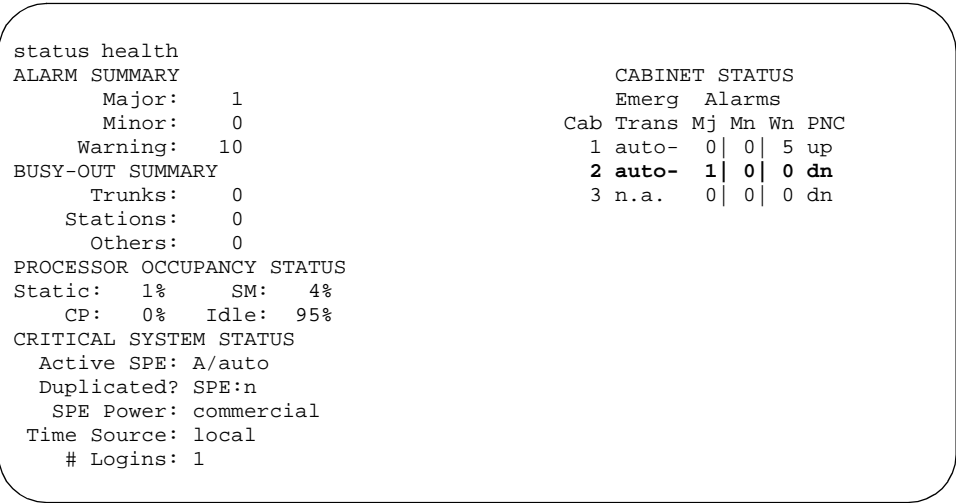 status health
ALARM SUMMARY                                  CABINET STATUS
       Major:    1                             Emerg  Alarms
       Minor:    0                         Cab Trans Mj Mn Wn PNC
     Warning:   10                           1 auto-  0| 0| 5 up
BUSY-OUT SUMMARY                             2 auto-  1| 0| 0 dn
      Trunks:    0                           3 n.a.   0| 0| 0 dn
    Stations:    0
      Others:    0
PROCESSOR OCCUPANCY STATUS
Static:   1%     SM:   4%
    CP:   0%   Idle:  95%
CRITICAL SYSTEM STATUS
  Active SPE: A/auto
  Duplicated? SPE:n
   SPE Power: commercial
 Time Source: local
    # Logins: 1